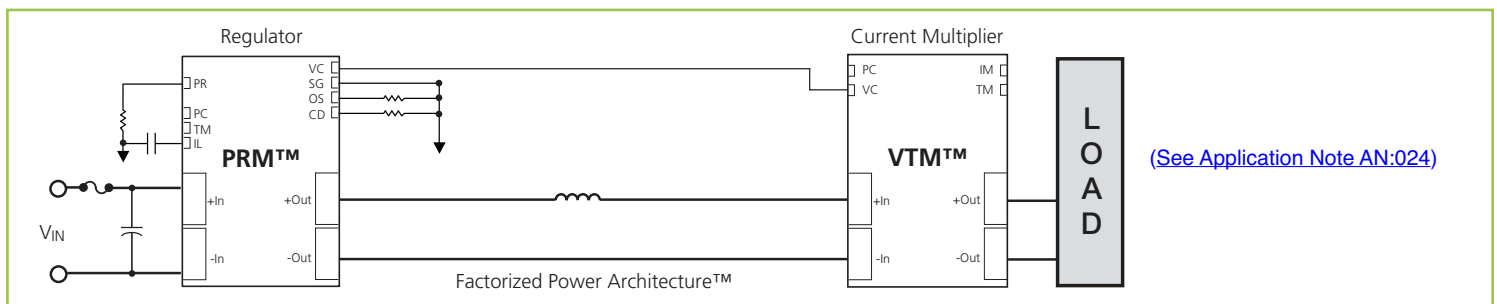 Regulator
Current Multiplier
PR
PC
TM
IL
VC
SG
OS
CD
PRM™
+In
-In
+Out
-Out
VIN
Factorized Power Architecture™
PC
VC
IM
TM
VTM™
+In
-In
+Out
-Out
LOAD
(See Application Note AN:024)